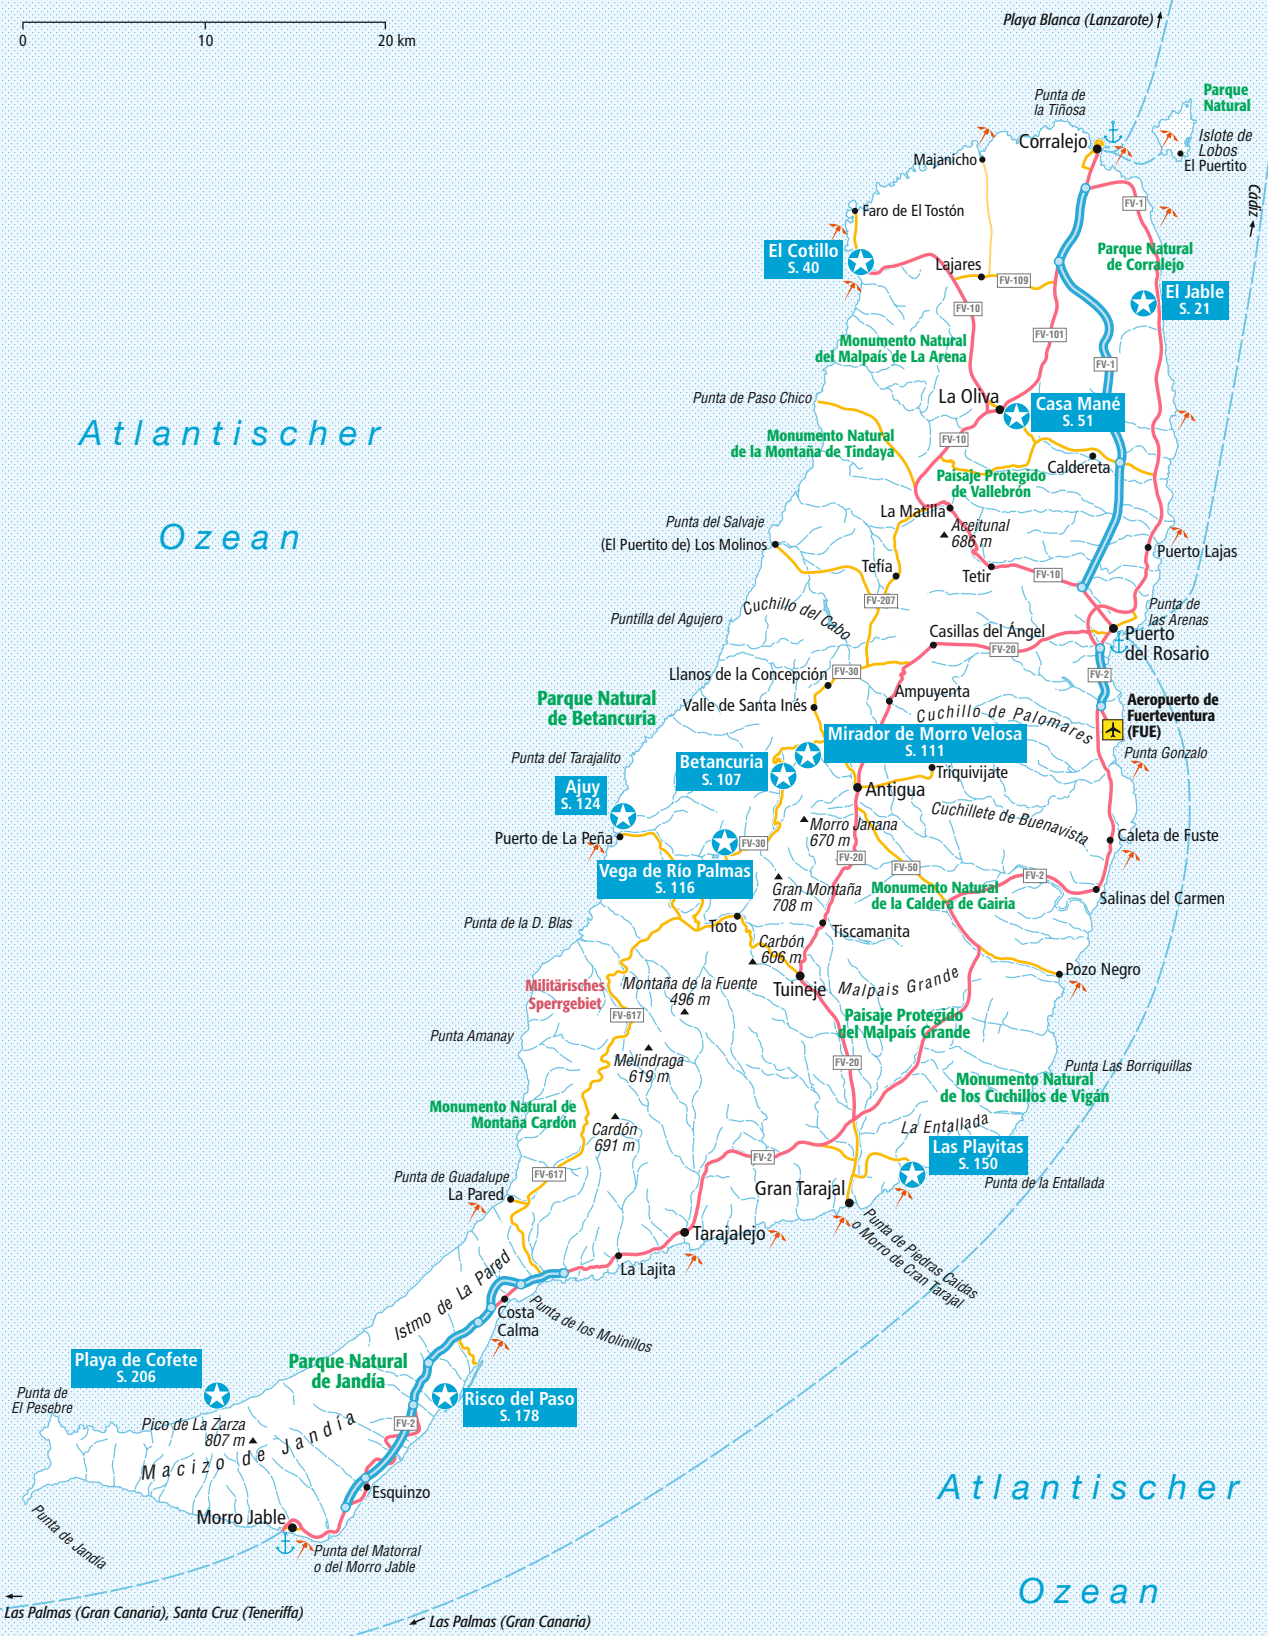 Playa Blanca (Lanzarote)
0
10
20 km
Parque
Natural
Punta de
la Tiñosa
Islote de
Lobos
El Puertito
Corralejo
Majanicho
Cádiz
Faro de El Tostón
FV-1
El Cotillo
S. 40
Parque Natural
de Corralejo
Lajares
FV-109
El Jable
S. 21
FV-10
FV-101
Monumento Natural
del Malpaís de La Arena
FV-1
Punta de Paso Chico
La Oliva
Casa Mané
S. 51
Atlantischer
Ozean
Monumento Natural
de la Montaña de Tindaya
FV-10
Caldereta
Paisaje Protegido
de Vallebrón
La Matilla
Punta del Salvaje
Aceitunal
686 m
(El Puertito de) Los Molinos
Puerto Lajas
Tefía
Tetir
FV-10
FV-207
Cuchillo del Cabo
Puntilla del Agujero
Punta de
las Arenas
Casillas del Ángel
Puerto
del Rosario
FV-20
Llanos de la Concepción
FV-30
FV-2
Parque Natural
de Betancuria
Valle de Santa Inés
Ampuyenta
Cuchillo de Palomares
Aeropuerto de
Fuerteventura
(FUE)
Mirador de Morro Velosa
S. 111
Punta Gonzalo
Punta del Tarajalito
Betancuria
S. 107
Triquivijate
Ajuy
S. 124
Antigua
Cuchillete de Buenavista
Morro Janana
670 m
Puerto de La Peña
Caleta de Fuste
FV-30
FV-20
FV-50
Vega de Río Palmas
S. 116
FV-2
Gran Montaña
708 m
Monumento Natural
de la Caldera de Gairia
Salinas del Carmen
Punta de la D. Blas
Toto
Tiscamanita
Carbón
606 m
Pozo Negro
Militärisches
Sperrgebiet
Montaña de la Fuente
496 m
Tuineje
Malpais Grande
FV-617
Paisaje Protegido
del Malpaís Grande
Punta Amanay
Melindraga
619 m
FV-20
Punta Las Borriquillas
Monumento Natural
de los Cuchillos de Vigán
Monumento Natural de
Montaña Cardón
Cardón
691 m
La Entallada
Las Playitas
S. 150
FV-2
Punta de Guadalupe
FV-617
Punta de la Entallada
La Pared
Gran Tarajal
Punta de Piedras Caidas
o Morro de Cran Tarajal
Tarajalejo
La Lajita
Istmo de La Pared
Costa
Calma
Punta de los Molinillos
Playa de Cofete
S. 206
Parque Natural
de Jandía
Punta de
El Pesebre
Risco del Paso
S. 178
Pico de La Zarza
807 m
FV-2
Macizo de Jandía
Esquinzo
Atlantischer
Ozean
Morro Jable
Punta de Jandia
Punta del Matorral
o del Morro Jable
Las Palmas (Gran Canaria), Santa Cruz (Teneriffa)
Las Palmas (Gran Canaria)